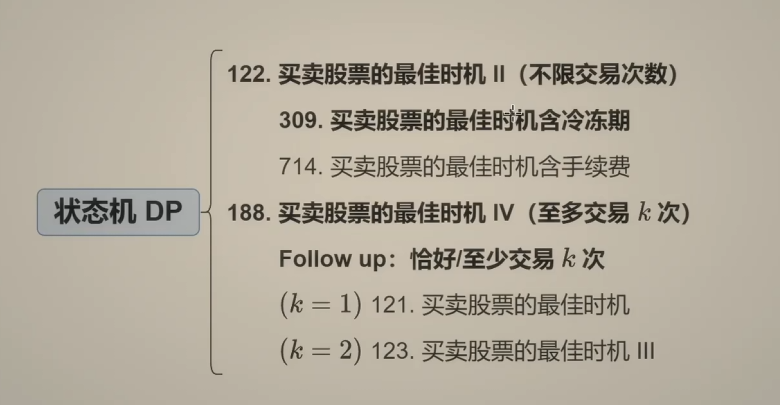 状态机 DP
122. 买卖股票的最佳时机 II（不限交易次数）
309. 买卖股票的最佳时机含冷冻期
714. 买卖股票的最佳时机含手续费
188. 买卖股票的最佳时机 IV（至多交易 k 次）
Follow up：恰好/至少交易 k 次
(k = 1) 121. 买卖股票的最佳时机
(k = 2) 123. 买卖股票的最佳时机 III